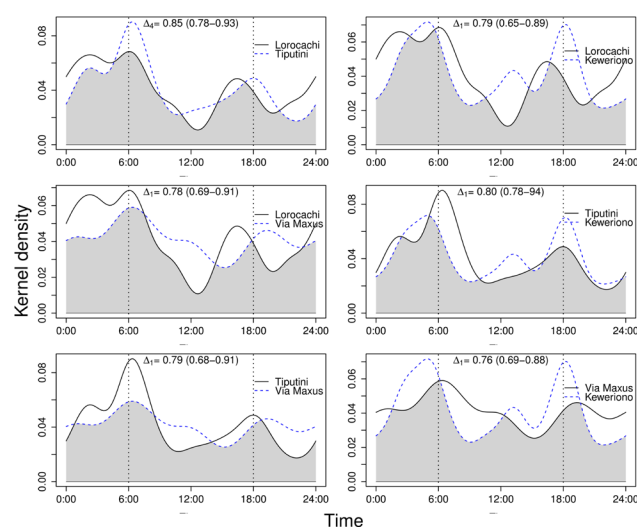 Δ4= 0.85 (0.78−0.93)
Lorocachi
Tiputini
0.00 0.04 0.08
0:00 6:00 12:00 18:00 24:00
Δ1= 0.79 (0.65−0.89)
Lorocachi
Keweriono
0.00 0.02 0.04 0.06
0:00 6:00 12:00 18:00 24:00
Kernel density
Δ1= 0.78 (0.69−0.91)
Lorocachi
Via Maxus
0.00 0.02 0.04 0.06
0:00 6:00 12:00 18:00 24:00
Δ1= 0.80 (0.78−94)
Tiputini
Keweriono
0.00 0.04 0.08
0:00 6:00 12:00 18:00 24:00
Δ1= 0.79 (0.68−0.91)
Tiputini
Via Maxus
0.00 0.04 0.08
0:00 6:00 12:00 18:00 24:00
Δ1= 0.76 (0.69−0.88)
Via Maxus
Keweriono
0.00 0.02 0.04 0.06
0:00 6:00 12:00 18:00 24:00
Time